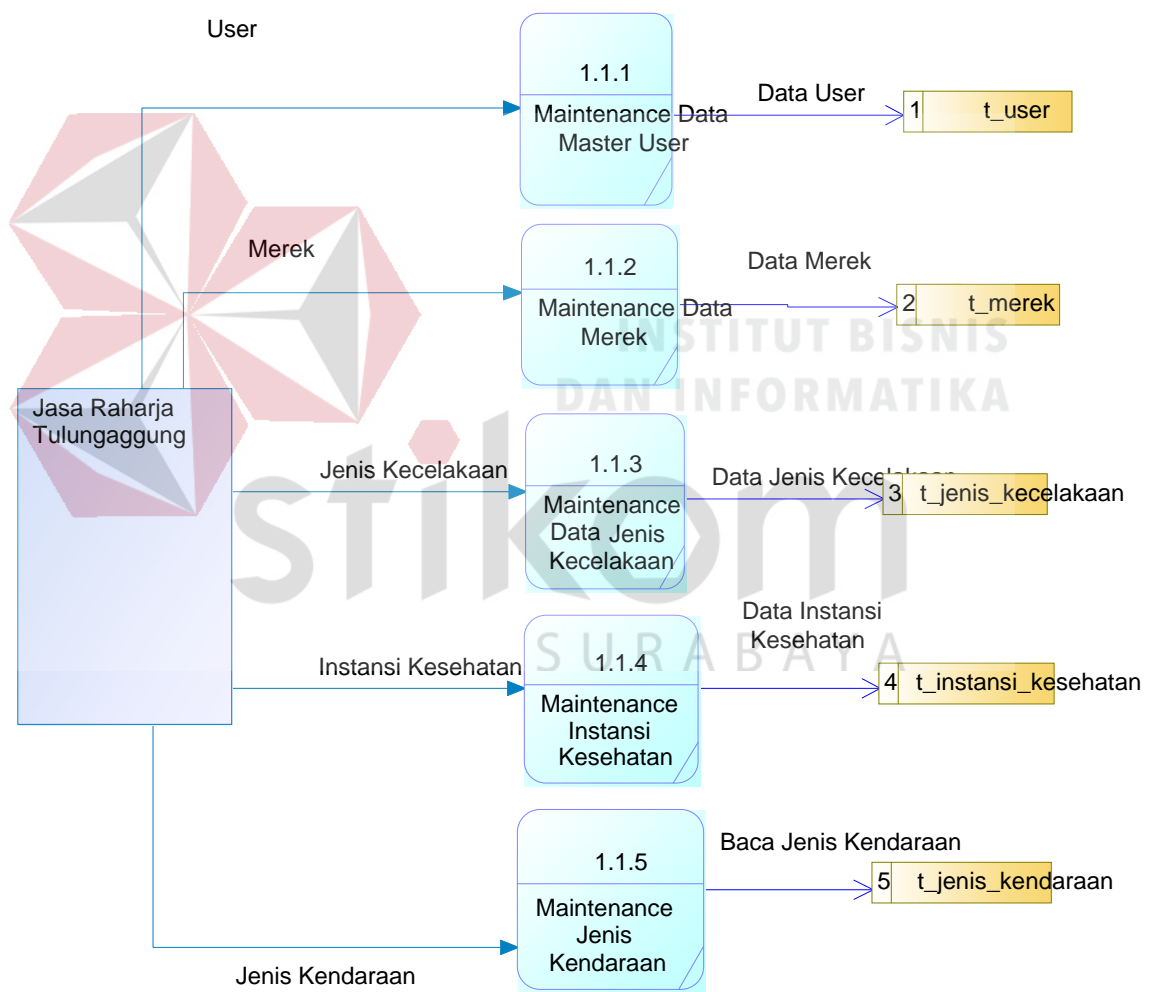 User
1.1.1
Maintenance Data
Master User
Data User
1 t_user
Merek
1.1.2
Maintenance Data
Merek
Data Merek
2 t_merek
INSTITUT BISNIS
DAN INFORMATIKA
Jasa Raharja
Tulungaggung
stikom
SURABAYA
Jenis Kecelakaan
1.1.3
Maintenance
Data Jenis
Kecelakaan
Data Jenis Kecelakaan
3 t_jenis_kecelakaan
Instansi Kesehatan
1.1.4
Maintenance
Instansi
Kesehatan
Data Instansi
Kesehatan
4 t_instansi_kesehatan
Jenis Kendaraan
1.1.5
Maintenance
Jenis
Kendaraan
Baca Jenis Kendaraan
5 t_jenis_kendaraan